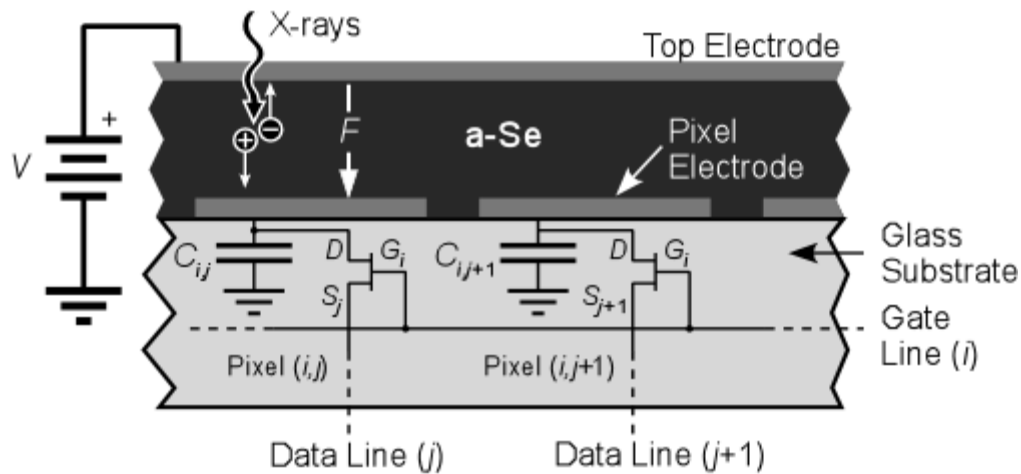 X-rays
Top Electrode
+
V
+
−
F
a-Se
Pixel
Electrode
C_{i,j}
D
G_i
S_j
C_{i,j+1}
D
G_i
S_{j+1}
Glass
Substrate
Gate
Line (i)
Pixel (i,j)
Pixel (i,j+1)
Data Line (j)
Data Line (j+1)